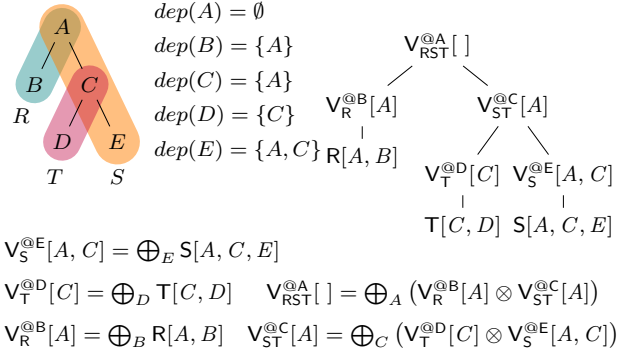 A
B
C
D
E
R
T
S
dep(A) = ∅
dep(B) = {A}
dep(C) = {A}
dep(D) = {C}
dep(E) = {A, C}
V^{@A}_{RST}[ ]
V^{@B}_{R}[A]
V^{@C}_{ST}[A]
R[A, B]
V^{@D}_{T}[C]
V^{@E}_{S}[A, C]
T[C, D]
S[A, C, E]
V^{@E}_{S}[A, C] = ⨁_E S[A, C, E]
V^{@D}_{T}[C] = ⨁_D T[C, D] V^{@A}_{RST}[ ] = ⨁_A (V^{@B}_{R}[A] ⊗ V^{@C}_{ST}[A])
V^{@B}_{R}[A] = ⨁_B R[A, B] V^{@C}_{ST}[A] = ⨁_C (V^{@D}_{T}[C] ⊗ V^{@E}_{S}[A, C])